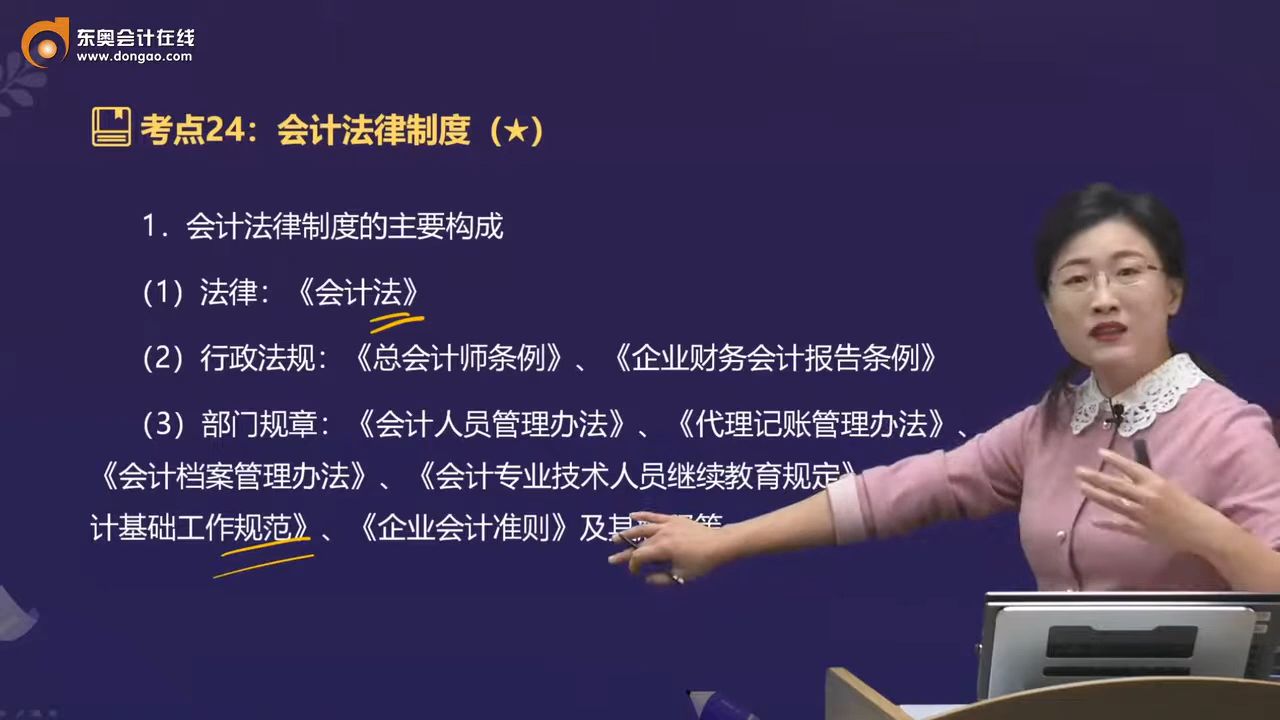 东奥会计在线
www.dongao.com
考点24：会计法律制度（★）
1．会计法律制度的主要构成
（1）法律：《会计法》
（2）行政法规：《总会计师条例》、《企业财务会计报告条例》
（3）部门规章：《会计人员管理办法》、《代理记账管理办法》、
《会计档案管理办法》、《会计专业技术人员继续教育规定》
计基础工作规范》、《企业会计准则》及其